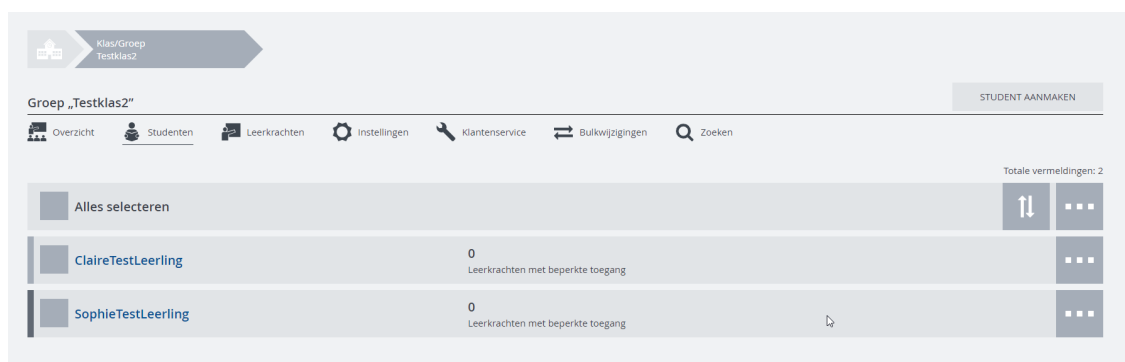 Klas/Groep
Testklas2
Groep „Testklas2”
STUDENT AANMAKEN
Overzicht
Studenten
Leerkrachten
Instellingen
Klantenservice
Bulkwijzigingen
Zoeken
Totale vermeldingen: 2
Alles selecteren
ClaireTestLeerling
0
Leerkrachten met beperkte toegang
SophieTestLeerling
0
Leerkrachten met beperkte toegang